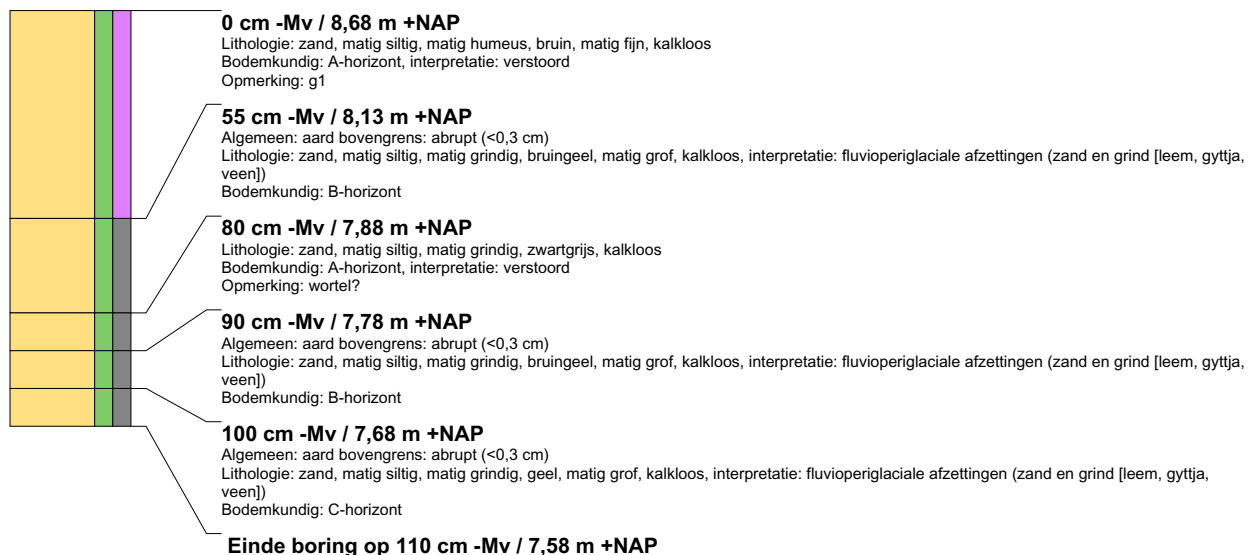 0 cm -Mv / 8,68 m +NAP
Lithologie: zand, matig siltig, matig humeus, bruin, matig fijn, kalkloos
Bodemkundig: A-horizont, interpretatie: verstoord
Opmerking: g1
55 cm -Mv / 8,13 m +NAP
Algemeen: aard bovengrens: abrupt (<0,3 cm)
Lithologie: zand, matig siltig, matig grindig, bruingeel, matig grof, kalkloos, interpretatie: fluvioperiglaciale afzettingen (zand en grind [leem, gyttja,
veen])
Bodemkundig: B-horizont
80 cm -Mv / 7,88 m +NAP
Lithologie: zand, matig siltig, matig grindig, zwartgrijs, kalkloos
Bodemkundig: A-horizont, interpretatie: verstoord
Opmerking: wortel?
90 cm -Mv / 7,78 m +NAP
Algemeen: aard bovengrens: abrupt (<0,3 cm)
Lithologie: zand, matig siltig, matig grindig, bruingeel, matig grof, kalkloos, interpretatie: fluvioperiglaciale afzettingen (zand en grind [leem, gyttja,
veen])
Bodemkundig: B-horizont
100 cm -Mv / 7,68 m +NAP
Algemeen: aard bovengrens: abrupt (<0,3 cm)
Lithologie: zand, matig siltig, matig grindig, geel, matig grof, kalkloos, interpretatie: fluvioperiglaciale afzettingen (zand en grind [leem, gyttja,
veen])
Bodemkundig: C-horizont
Einde boring op 110 cm -Mv / 7,58 m +NAP